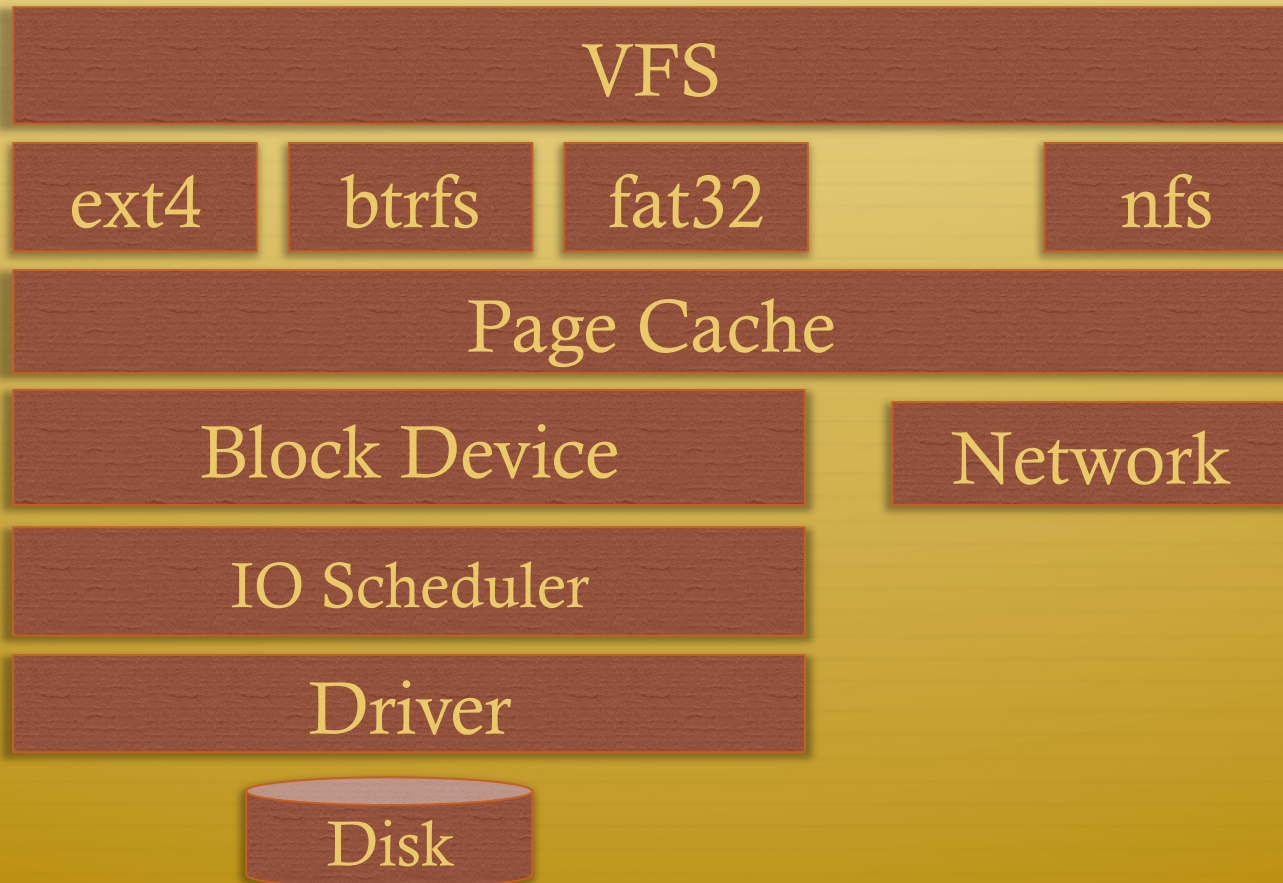 VFS
ext4 btrfs fat32 nfs
Page Cache
Block Device Network
IO Scheduler
Driver
Disk